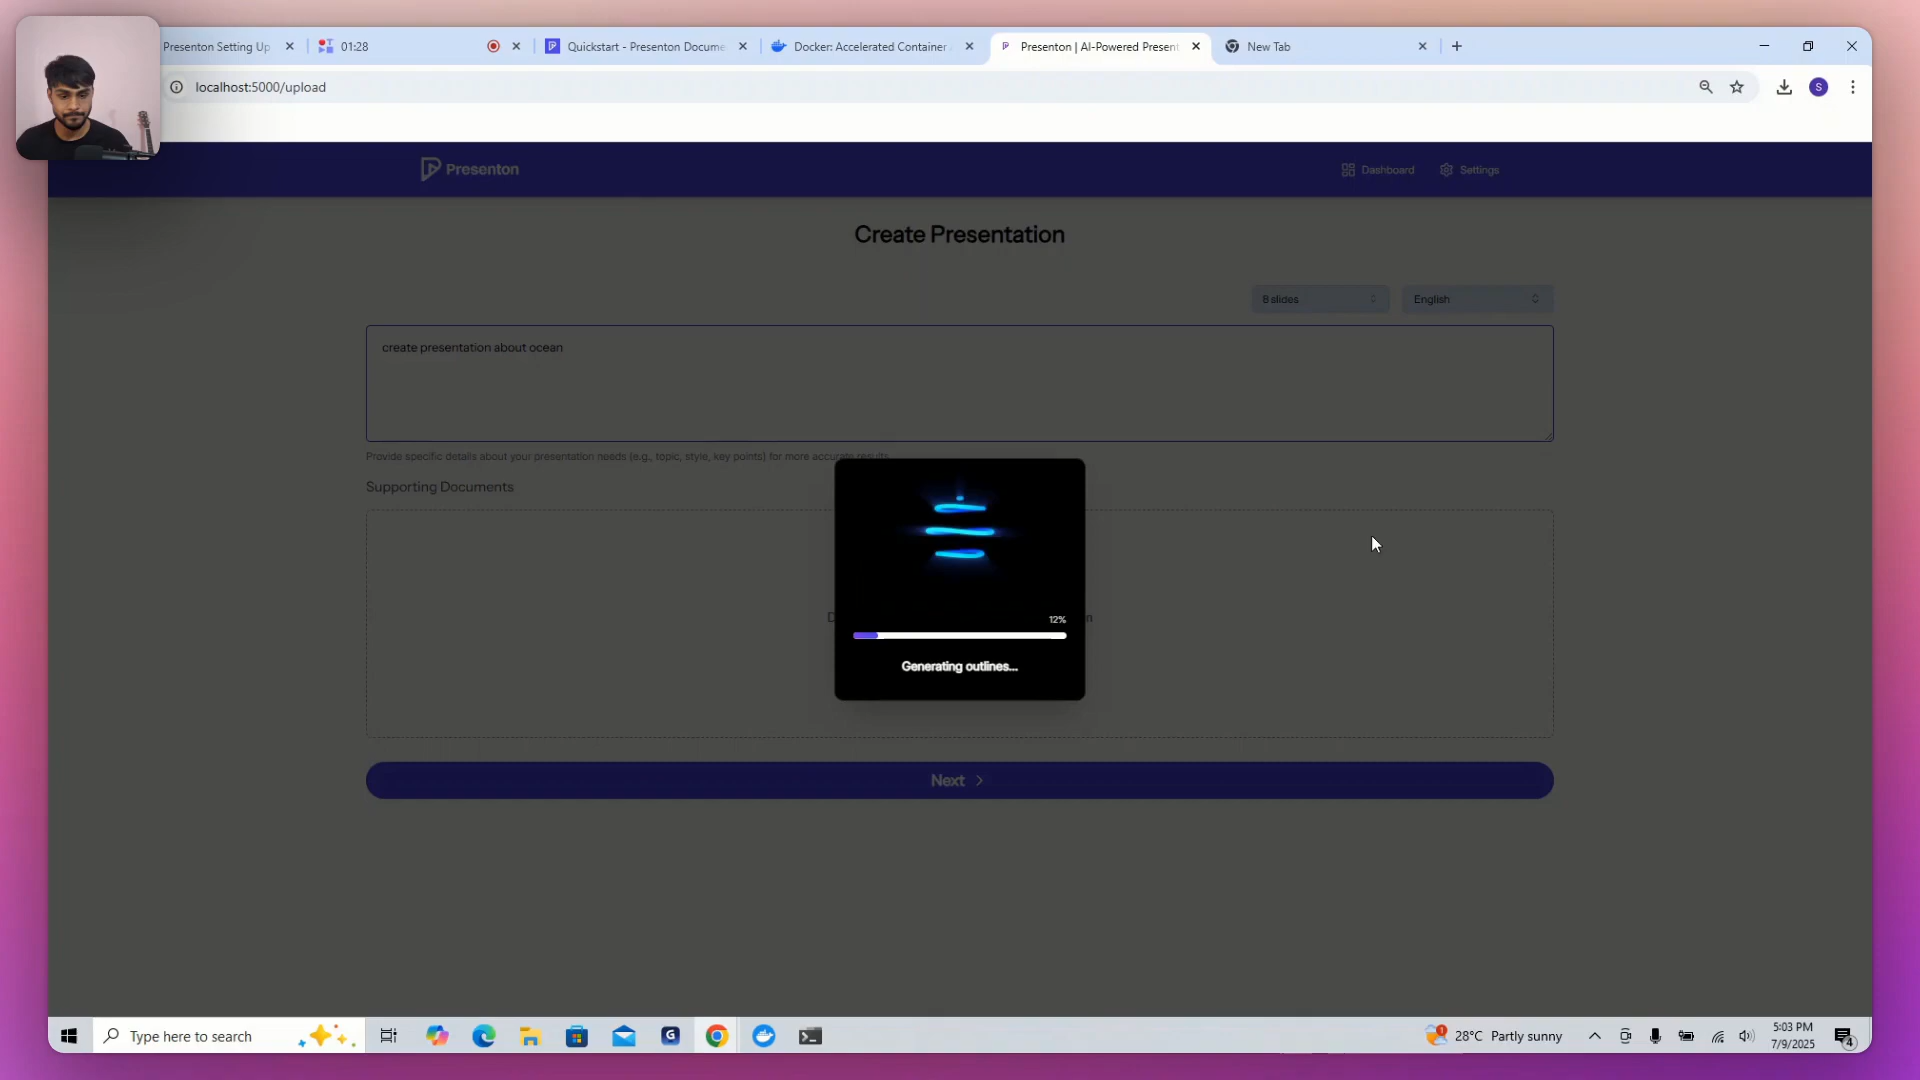 Presenton Setting Up
01:28
Quickstart - Presenton Docume
Docker: Accelerated Container
Presenton | AI-Powered Present
New Tab
localhost:5000/upload
S
Presenton
Dashboard
Settings
Create Presentation
8 slides
English
create presentation about ocean
Provide specific details about your presentation needs (e.g., topic, style, key points) for more accurate results.
Supporting Documents
12%
Generating outlines...
Next
Type here to search
28°C Partly sunny
5:03 PM
7/9/2025
4